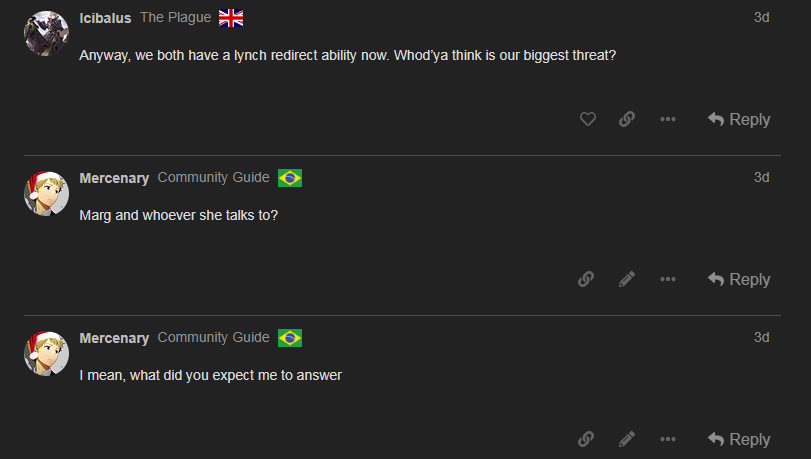 Icibalus The Plague 3d
Anyway, we both have a lynch redirect ability now. Whod'ya think is our biggest threat?
Reply
Mercenary Community Guide 3d
Marg and whoever she talks to?
Reply
Mercenary Community Guide 3d
I mean, what did you expect me to answer
Reply